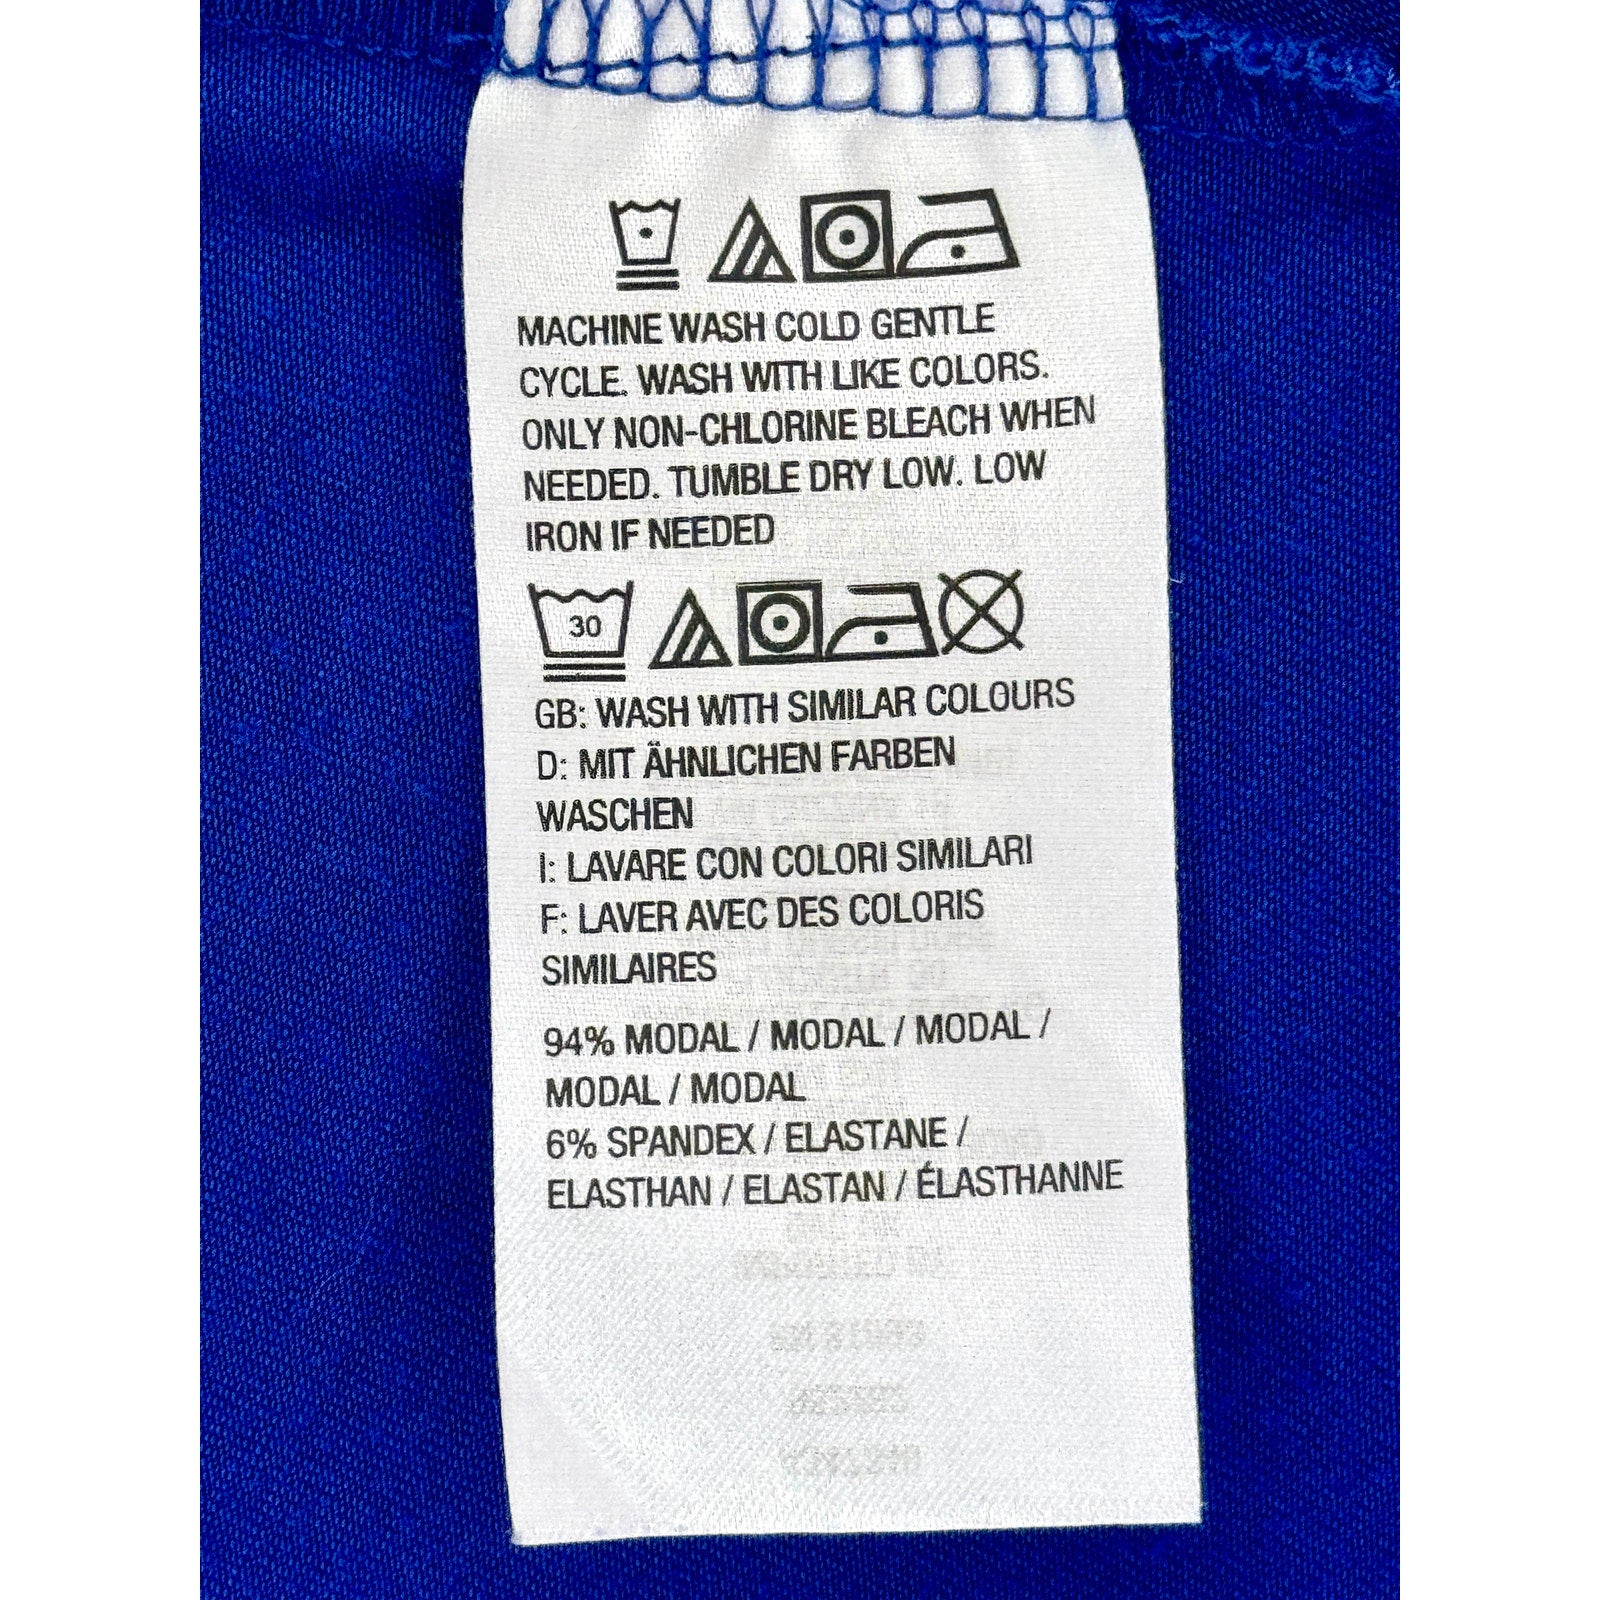 MACHINE WASH COLD GENTLE
CYCLE. WASH WITH LIKE COLORS.
ONLY NON-CHLORINE BLEACH WHEN
NEEDED. TUMBLE DRY LOW. LOW
IRON IF NEEDED
30
GB: WASH WITH SIMILAR COLOURS
D: MIT ÄHNLICHEN FARBEN
WASCHEN
I: LAVARE CON COLORI SIMILARI
F: LAVER AVEC DES COLORIS
SIMILAIRES
94% MODAL / MODAL / MODAL /
MODAL / MODAL
6% SPANDEX / ELASTANE /
ELASTHAN / ELASTAN / ÉLASTHANNE